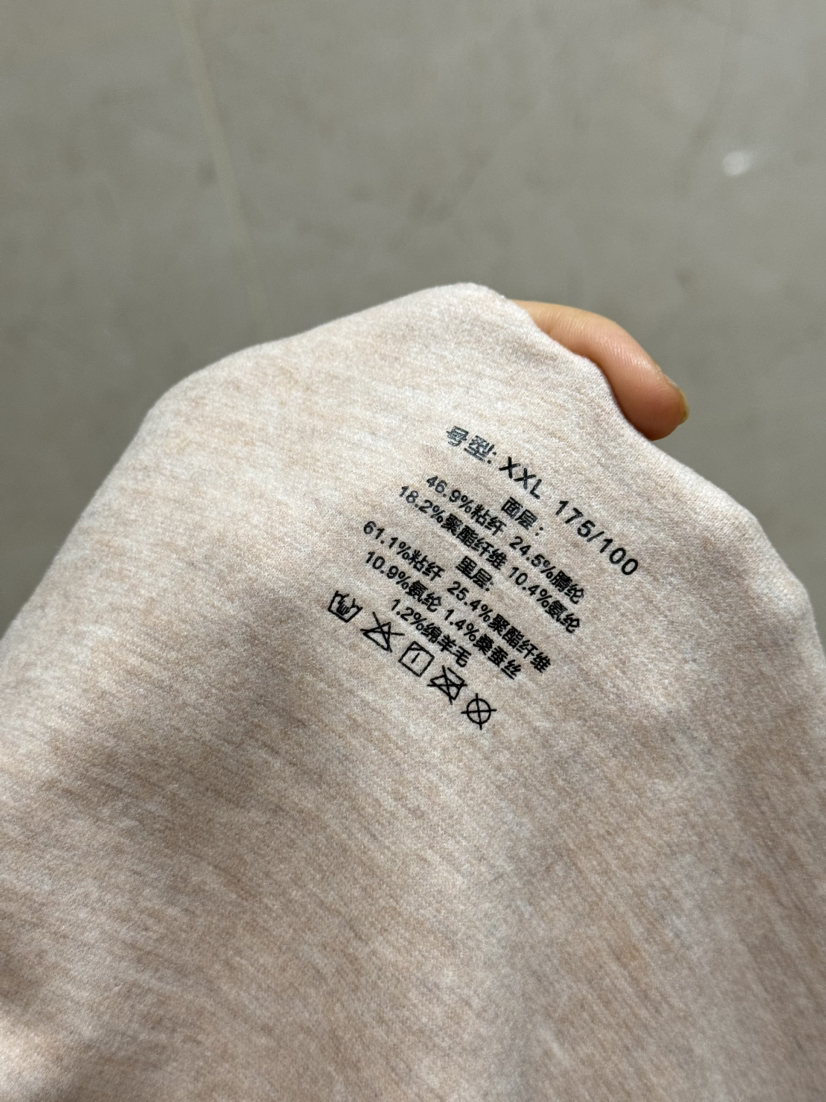 号型: XXL 175/100
面层：
46.9%粘纤 24.5%腈纶
18.2%聚酯纤维 10.4%氨纶
里层:
61.1%粘纤 25.4%聚酯纤维
10.9%氨纶 1.4%桑蚕丝
1.2%绵羊毛